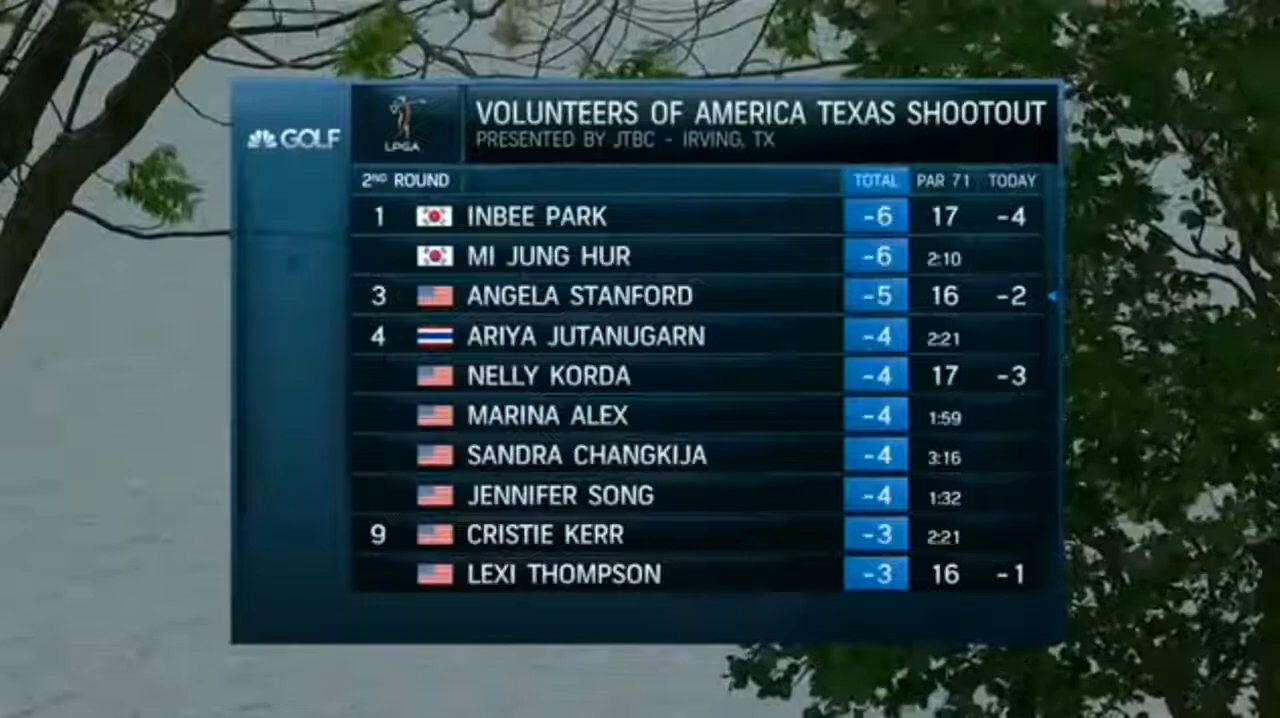 GOLF
LPGA
VOLUNTEERS OF AMERICA TEXAS SHOOTOUT
PRESENTED BY JTBC - IRVING, TX
2ND ROUND TOTAL PAR 71 TODAY
1 INBEE PARK -6 17 -4
MI JUNG HUR -6 2:10
3 ANGELA STANFORD -5 16 -2
4 ARIYA JUTANUGARN -4 2:21
NELLY KORDA -4 17 -3
MARINA ALEX -4 1:59
SANDRA CHANGKIJA -4 3:16
JENNIFER SONG -4 1:32
9 CRISTIE KERR -3 2:21
LEXI THOMPSON -3 16 -1